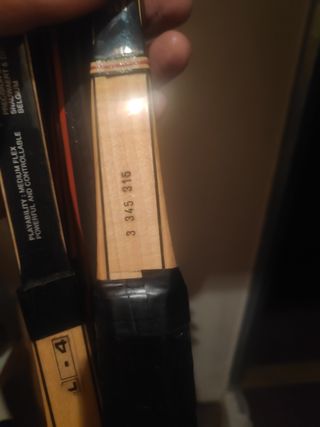 BELGIUM
PLAYABILITY : MEDIUM FLEX
POWERFUL AND CONTROLLABLE
L - 4
3 345 315